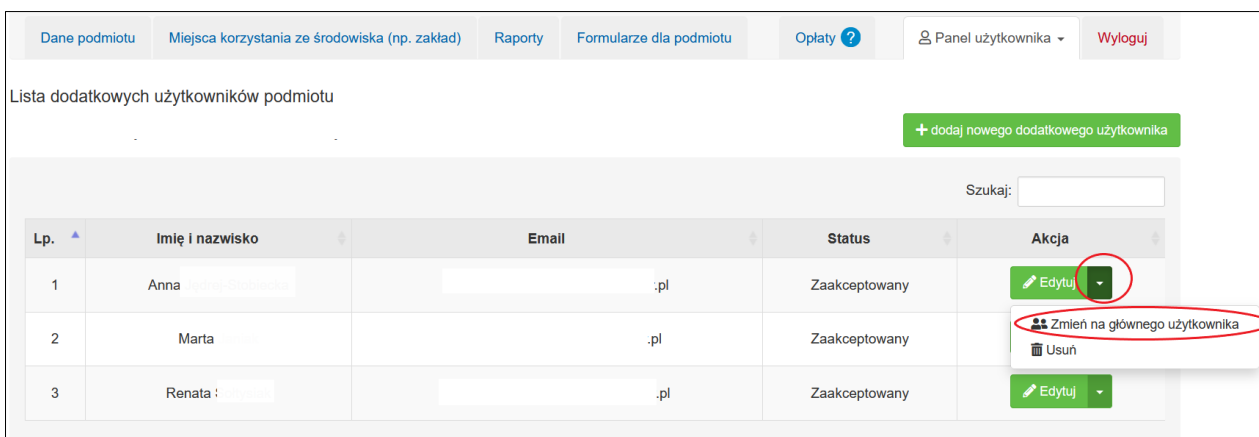 Dane podmiotu Miejsca korzystania ze środowiska (np. zakład) Raporty Formularze dla podmiotu Opłaty ? Panel użytkownika Wyloguj
Lista dodatkowych użytkowników podmiotu
+ dodaj nowego dodatkowego użytkownika
Szukaj:
Lp. Imię i nazwisko Email Status Akcja
1 Anna .pl Zaakceptowany Edytuj
Zmień na głównego użytkownika
2 Marta .pl Zaakceptowany
Usuń
3 Renata .pl Zaakceptowany Edytuj